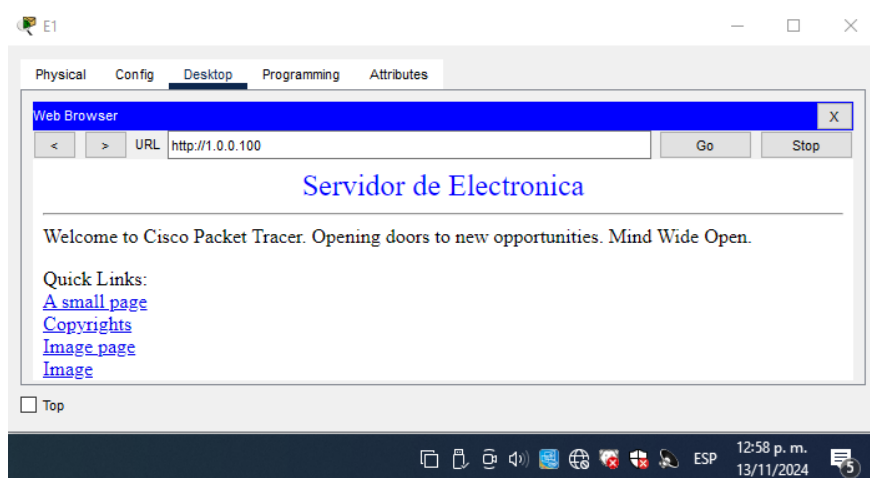 E1
Physical Config Desktop Programming Attributes
Web Browser X
< > URL http://1.0.0.100 Go Stop
Servidor de Electronica
Welcome to Cisco Packet Tracer. Opening doors to new opportunities. Mind Wide Open.
Quick Links:
A small page
Copyrights
Image page
Image
Top
ESP 12:58 p. m.
13/11/2024 5